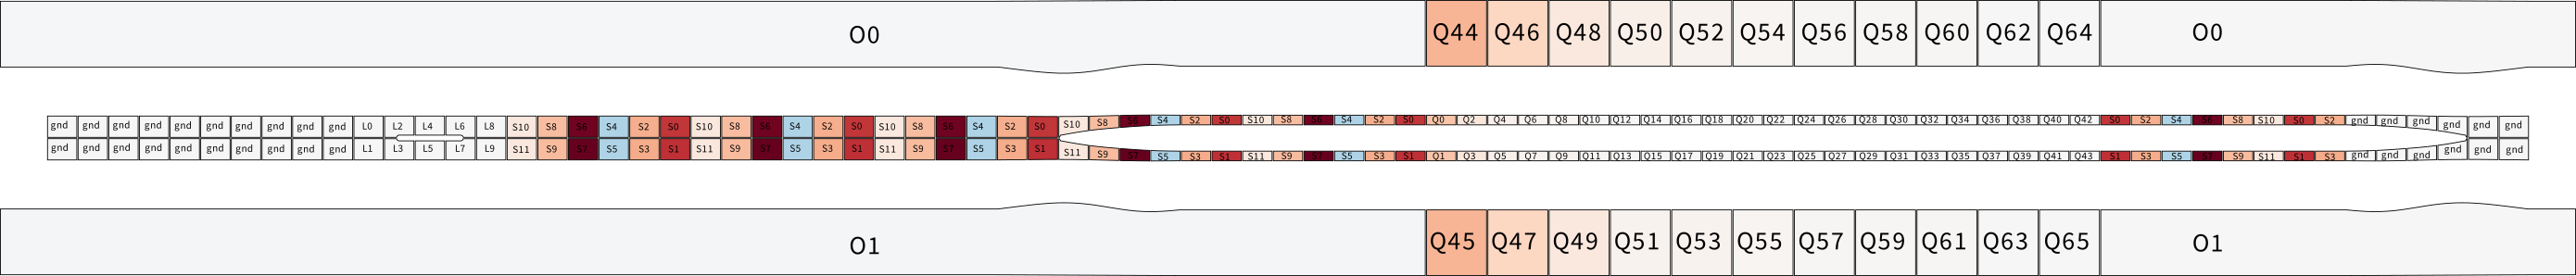 O0 Q44 Q46 Q48 Q50 Q52 Q54 Q56 Q58 Q60 Q62 Q64 O0
gnd gnd gnd gnd gnd gnd gnd gnd gnd gnd L0 L2 L4 L6 L8 S10 S8 S6 S4 S2 S0 S10 S8 S6 S4 S2 S0 S10 S8 S6 S4 S2 S0 S10 S8 S6 S4 S2 S0 S10 S8 S6 S4 S2 S0 Q0 Q2 Q4 Q6 Q8 Q10 Q12 Q14 Q16 Q18 Q20 Q22 Q24 Q26 Q28 Q30 Q32 Q34 Q36 Q38 Q40 Q42 S0 S2 S4 S6 S8 S10 S0 S2 gnd gnd gnd gnd gnd gnd
gnd gnd gnd gnd gnd gnd gnd gnd gnd gnd L1 L3 L5 L7 L9 S11 S9 S7 S5 S3 S1 S11 S9 S7 S5 S3 S1 S11 S9 S7 S5 S3 S1 S11 S9 S7 S5 S3 S1 S11 S9 S7 S5 S3 S1 Q1 Q3 Q5 Q7 Q9 Q11 Q13 Q15 Q17 Q19 Q21 Q23 Q25 Q27 Q29 Q31 Q33 Q35 Q37 Q39 Q41 Q43 S1 S3 S5 S7 S9 S11 S1 S3 gnd gnd gnd gnd gnd gnd
O1 Q45 Q47 Q49 Q51 Q53 Q55 Q57 Q59 Q61 Q63 Q65 O1